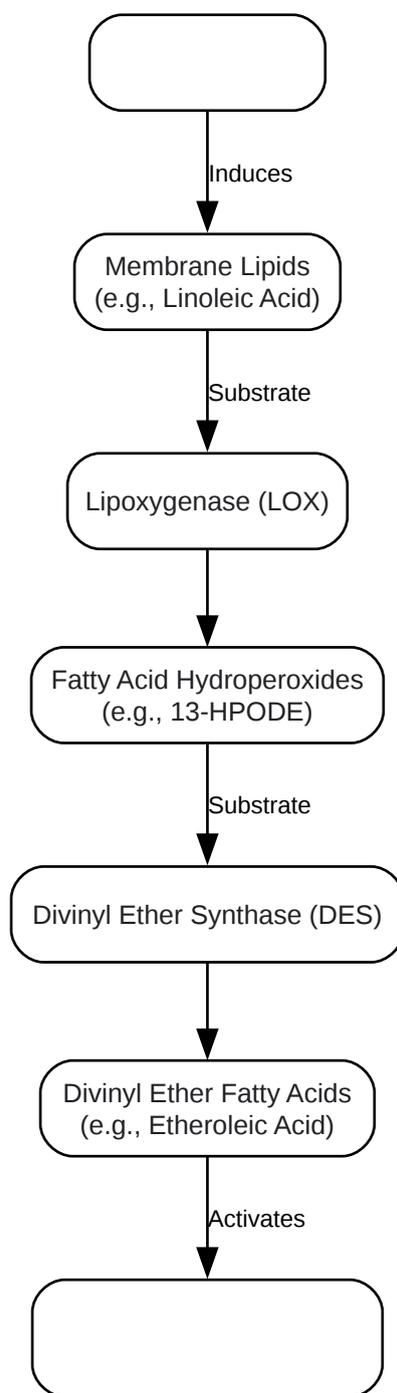 Induces
Membrane Lipids
(e.g., Linoleic Acid)
Substrate
Lipoxygenase (LOX)
Fatty Acid Hydroperoxides
(e.g., 13-HPODE)
Substrate
Divinyl Ether Synthase (DES)
Divinyl Ether Fatty Acids
(e.g., Etheroleic Acid)
Activates